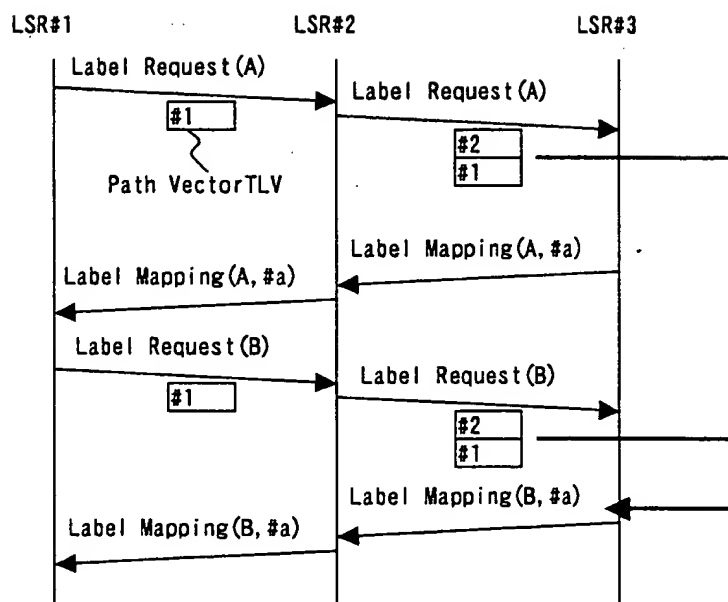 LSR#1 LSR#2 LSR#3
Label Request(A)
Label Request(A)
#1
#2
#1
Path VectorTLV
Label Mapping(A,#a)
Label Mapping(A,#a)
Label Request(B)
Label Request(B)
#1
#2
#1
Label Mapping(B,#a)
Label Mapping(B,#a)